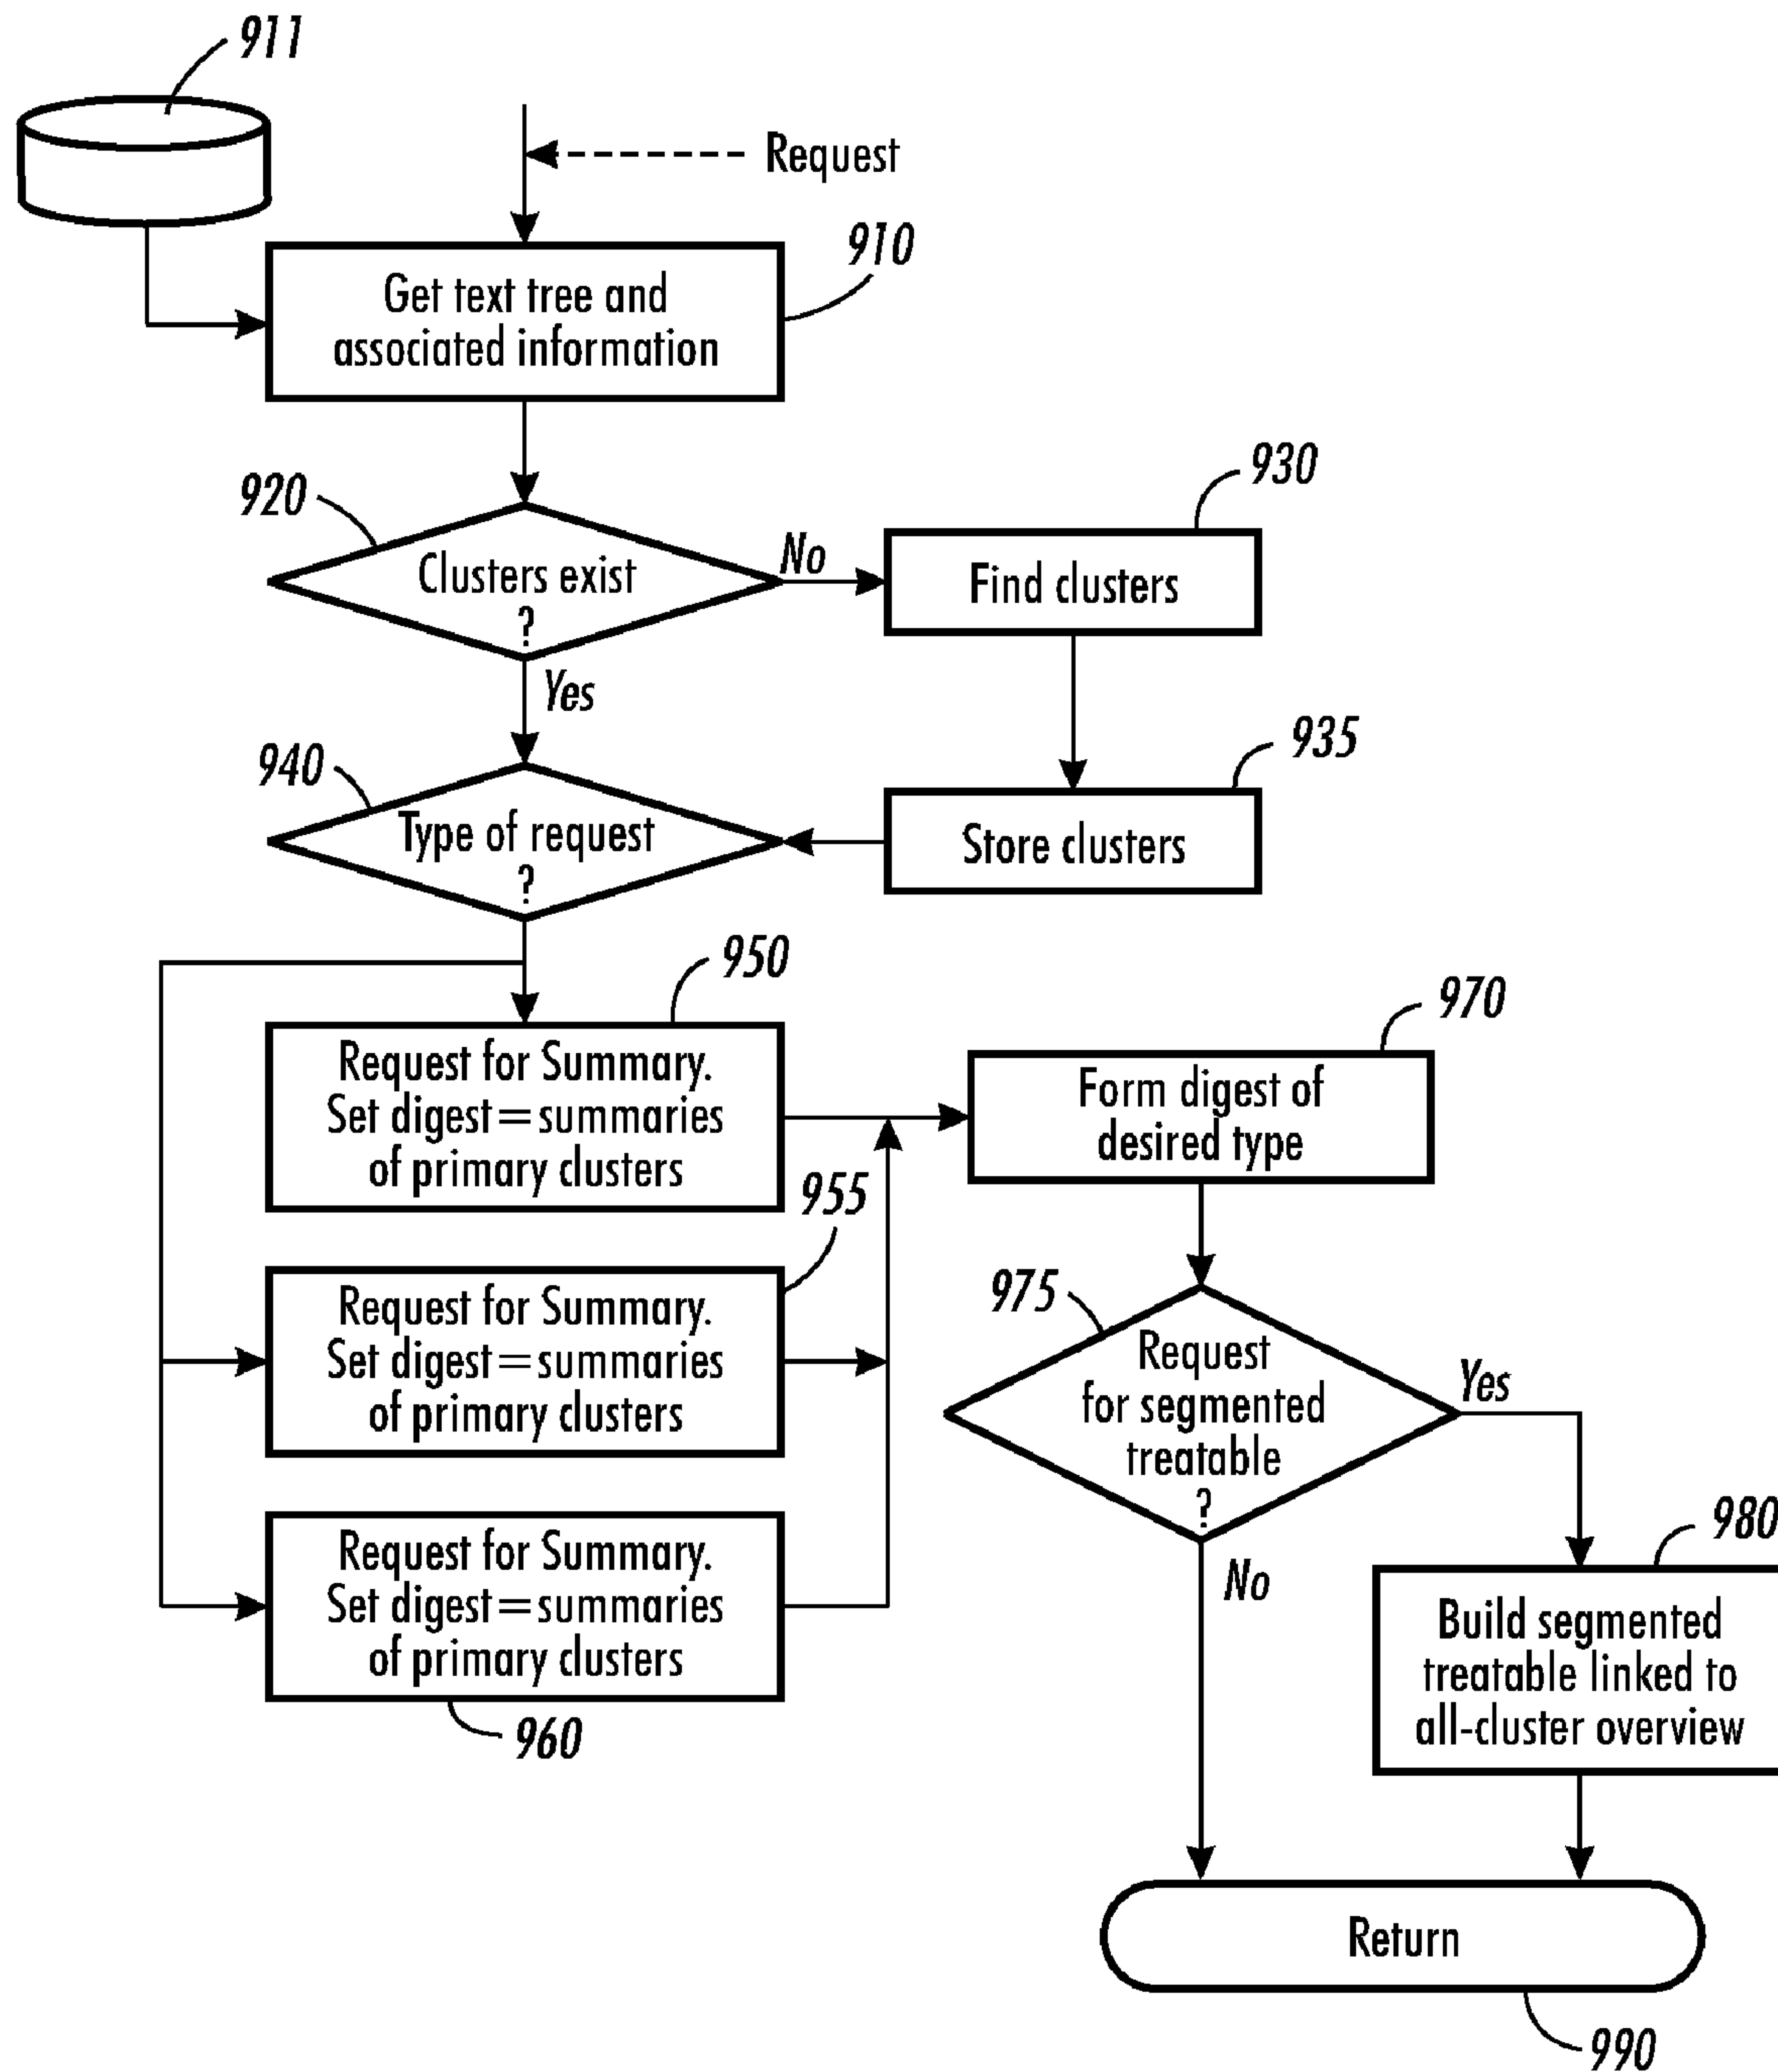 911
Request
910
Get text tree and
associated information
920
Clusters exist
?
No
930
Find clusters
Yes
935
Store clusters
940
Type of request
?
950
Request for Summary.
Set digest=summaries
of primary clusters
955
Request for Summary.
Set digest=summaries
of primary clusters
Request for Summary.
Set digest=summaries
of primary clusters
960
970
Form digest of
desired type
975
Request
for segmented
treatable
?
Yes
No
980
Build segmented
treatable linked to
all-cluster overview
Return
990